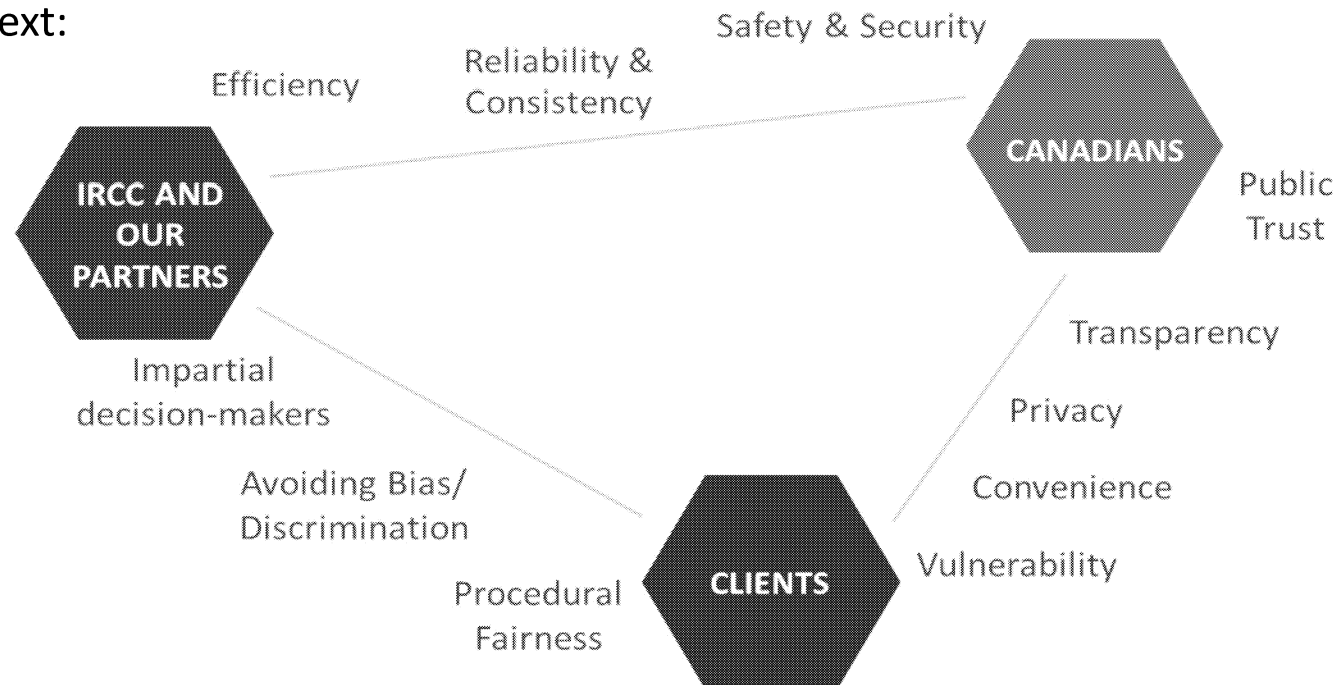 ext:
Safety & Security
Reliability &
Consistency
Efficiency
CANADIANS
IRCC AND
OUR
PARTNERS
Public
Trust
Transparency
Impartial
decision-makers
Privacy
Avoiding Bias/
Discrimination
Convenience
Vulnerability
CLIENTS
Procedural
Fairness